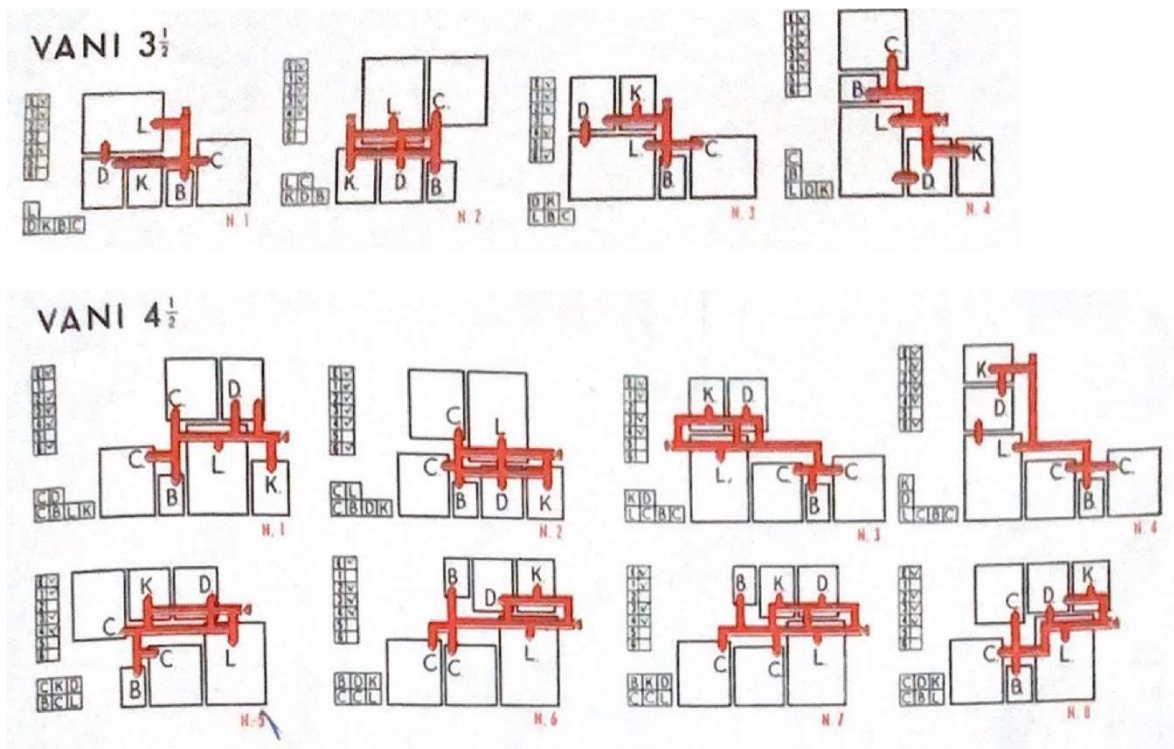 VANI 3½
L. D. K. B. C.
L
D K B C
N. 1
L. C. K. D. B.
L C
K D B
N. 2
D. K. L. B. C.
D K
L B C
N. 3
C. B. L. D. K.
C
B
L D K
N. 4
VANI 4½
C. D. C. L. B. K.
C D
C B L K
N. 1
C. L. C. B. D. K.
C L
C B D K
N. 2
K. D. L. C. C. B.
K D
L C B C
N. 3
K. D. L. C. C. B.
K
D
L C B C
N. 4
K. D. C. C. L. B.
C K D
B C L
N. 5
B. D. K. C. C. L.
B D K
C C L
N. 6
B. K. D. C. C. L.
B K D
C C L
N. 7
C. D. K. C. L. B.
C D K
C B L
N. 8